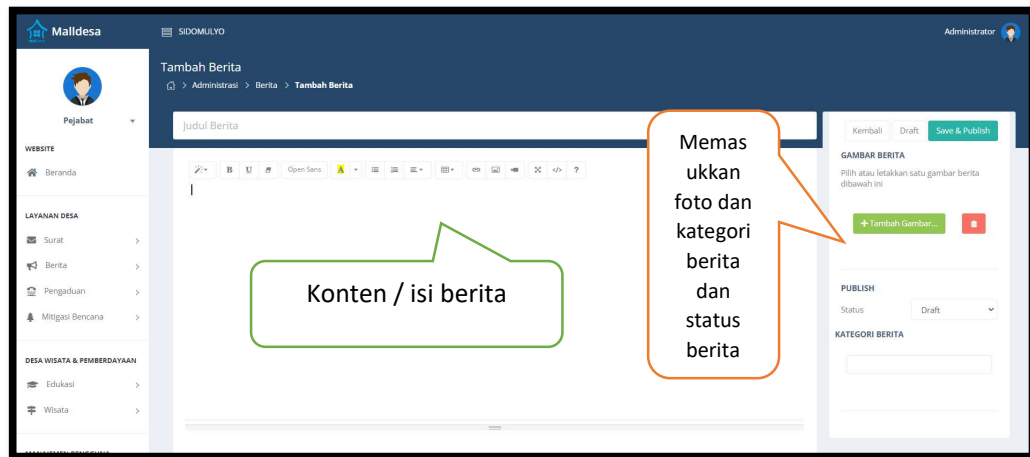 Malldesa
SIDOMULYO
Administrator
Tambah Berita
> Administrasi > Berita > Tambah Berita
Pejabat
WEBSITE
Beranda
LAYANAN DESA
Surat >
Berita >
Pengaduan >
Mitigasi Bencana >
DESA WISATA & PEMBERDAYAAN
Edukasi >
Wisata >
Judul Berita
B U Open Sans A </> ?
Konten / isi berita
Memas
ukkan
foto dan
kategori
berita
dan
status
berita
Kembali Draft Save & Publish
GAMBAR BERITA
Pilih atau letakkan satu gambar berita
dibawah ini
+Tambah Gambar...
PUBLISH
Status Draft
KATEGORI BERITA